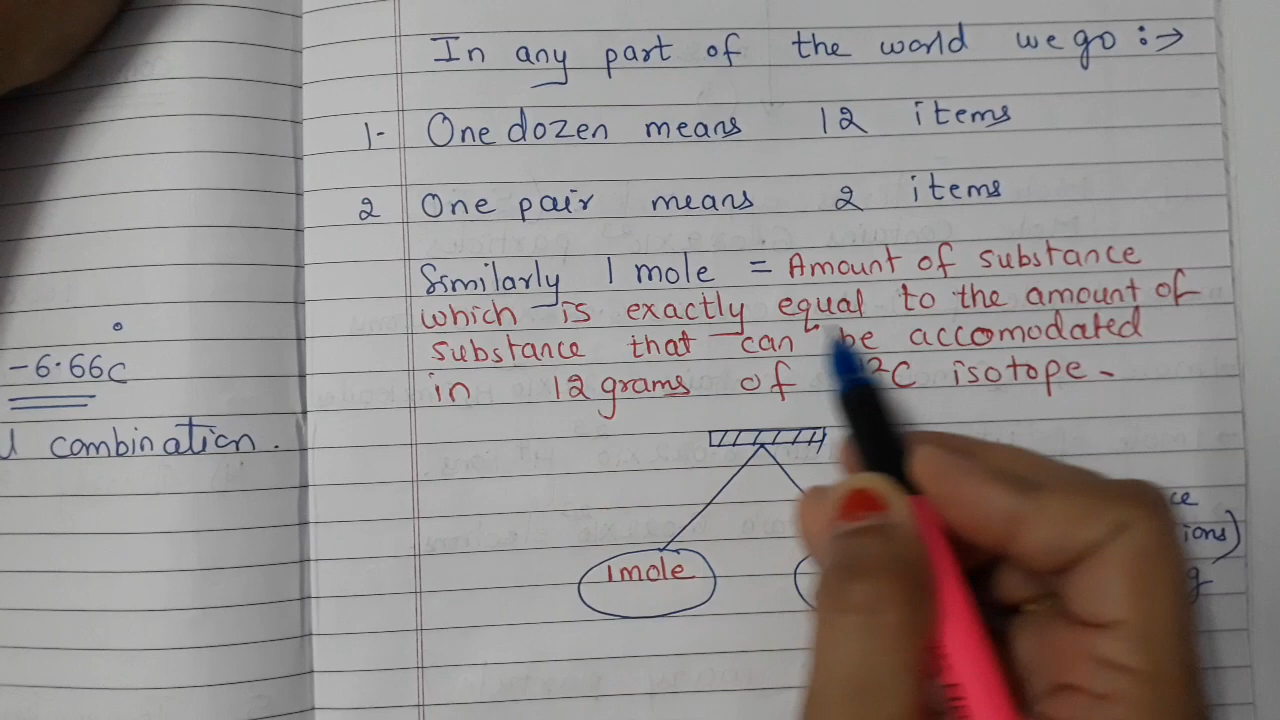 In any part of the world we go :→
1- One dozen means 12 items
2 One pair means 2 items
Similarly 1 mole = Amount of substance
which is exactly equal to the amount of
substance that can be accomodated
in 12 grams of 12C isotope-
-6.66C
combination.
1mole